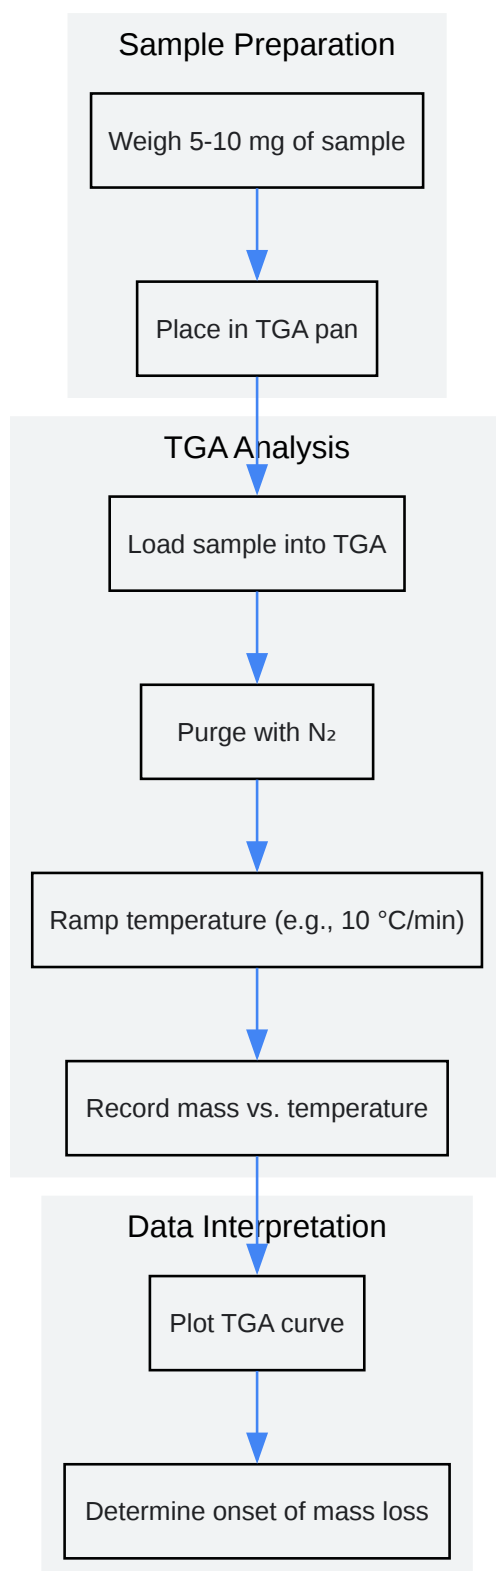 Sample Preparation
Weigh 5-10 mg of sample
Place in TGA pan
TGA Analysis
Load sample into TGA
Purge with N₂
Ramp temperature (e.g., 10 °C/min)
Record mass vs. temperature
Data Interpretation
Plot TGA curve
Determine onset of mass loss